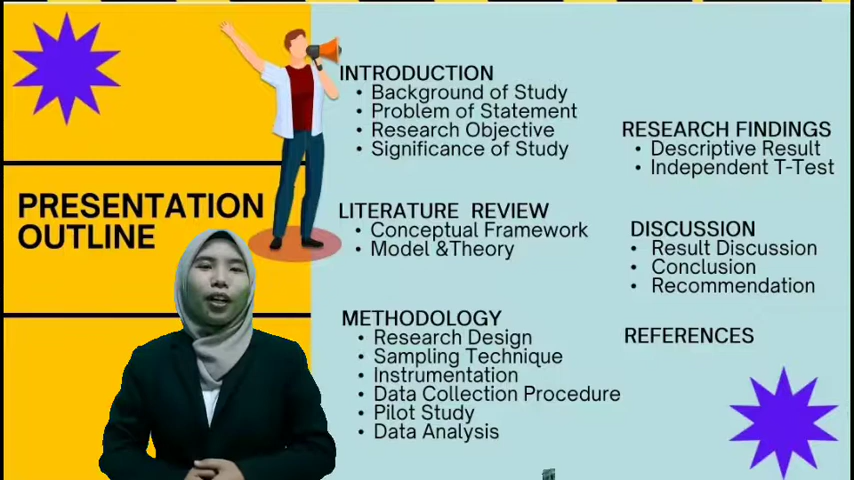 PRESENTATION
OUTLINE
INTRODUCTION
• Background of Study
• Problem of Statement
• Research Objective
• Significance of Study
LITERATURE REVIEW
• Conceptual Framework
• Model &Theory
METHODOLOGY
• Research Design
• Sampling Technique
• Instrumentation
• Data Collection Procedure
• Pilot Study
• Data Analysis
RESEARCH FINDINGS
• Descriptive Result
• Independent T-Test
DISCUSSION
• Result Discussion
• Conclusion
• Recommendation
REFERENCES